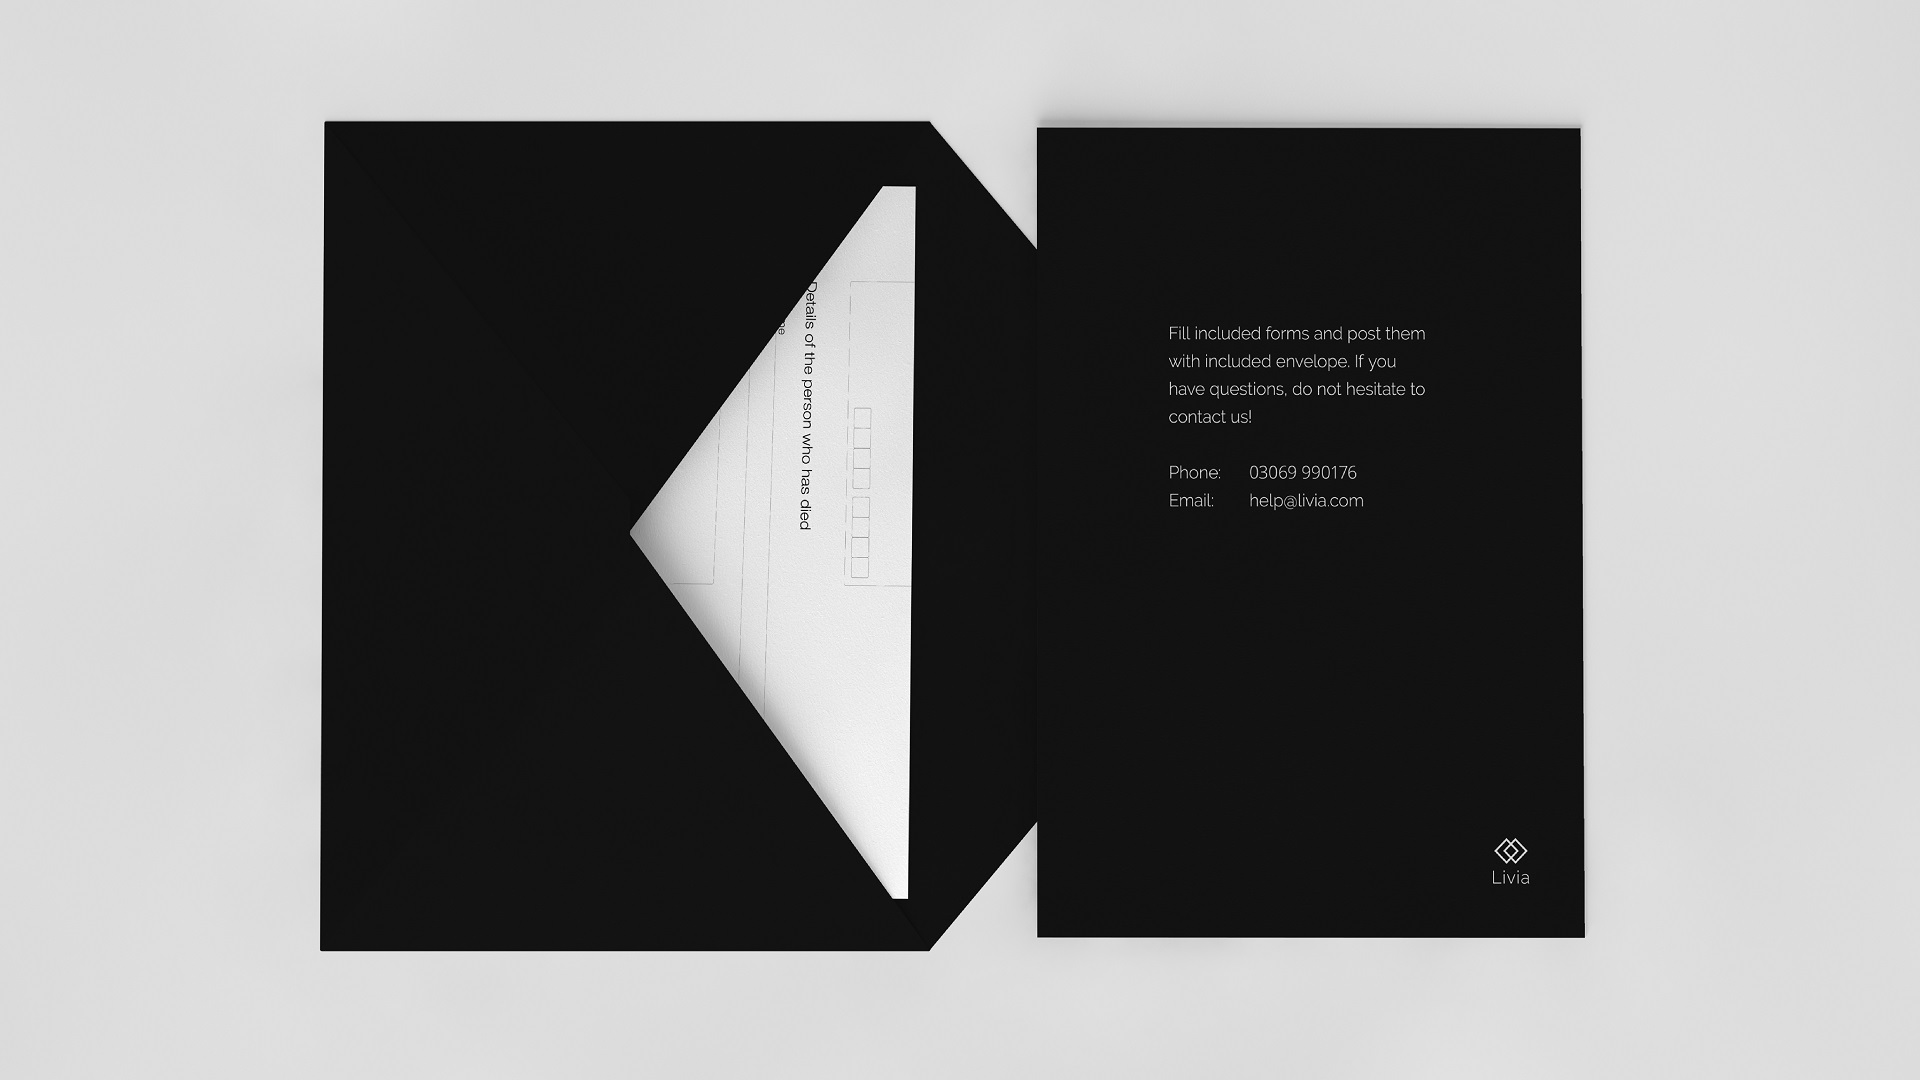 Details of the person who has died
Fill included forms and post them
with included envelope. If you
have questions, do not hesitate to
contact us!
Phone: 03069 990176
Email: help@livia.com
Livia